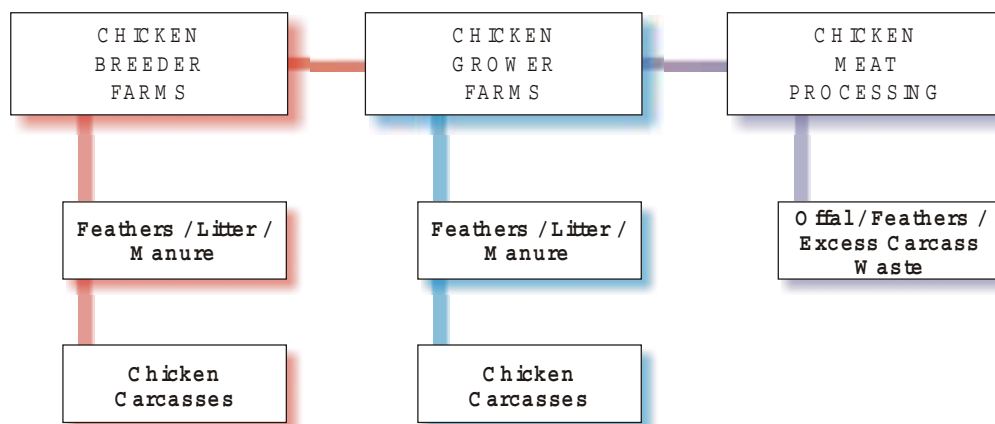 CHICKEN
BREEDER
FARMS
CHICKEN
GROWER
FARMS
CHICKEN
MEAT
PROCESSING
Feathers / Litter /
Manure
Feathers / Litter /
Manure
Offal / Feathers /
Excess Carcass
Waste
Chicken
Carcasses
Chicken
Carcasses